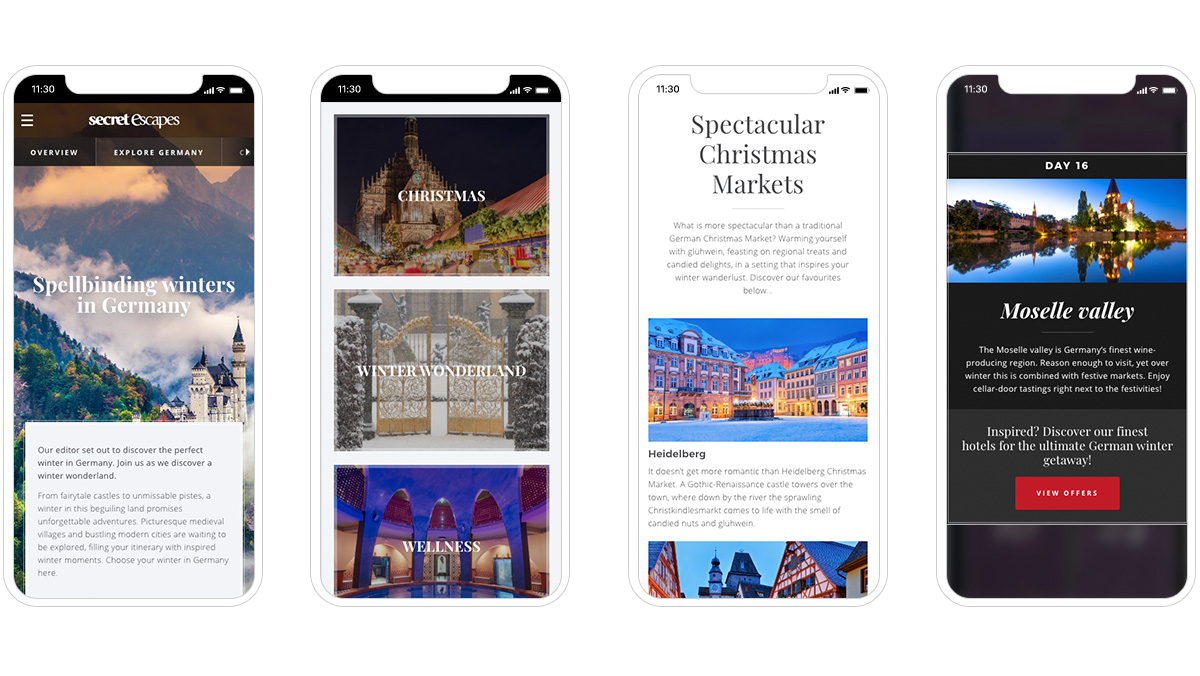 11:30
secret escapes
OVERVIEW
EXPLORE GERMANY
Spellbinding winters
in Germany
Our editor set out to discover the perfect
winter in Germany. Join us as we discover a
winter wonderland.
From fairytale castles to unmissable pistes, a
winter in this beguiling land promises
unforgettable adventures. Picturesque medieval
villages and bustling modern cities are waiting to
be explored, filling your itinerary with inspired
winter moments. Choose your winter in Germany
here.
11:30
CHRISTMAS
WINTER WONDERLAND
WELLNESS
11:30
Spectacular
Christmas
Markets
What is more spectacular than a traditional
German Christmas Market? Warming yourself
with glühwein, feasting on regional treats and
candied delights, in a setting that inspires your
winter wanderlust. Discover our favourites
below...
Heidelberg
It doesn't get more romantic than Heidelberg Christmas
Market. A Gothic-Renaissance castle towers over the
town, where down by the river the sprawling
Christkindlesmarkt comes to life with the smell of
candied nuts and glühwein.
11:30
DAY 16
Moselle valley
The Moselle valley is Germany's finest wine-
producing region. Reason enough to visit, yet over
winter this is combined with festive markets. Enjoy
cellar-door tastings right next to the festivities!
Inspired? Discover our finest
hotels for the ultimate German winter
getaway!
VIEW OFFERS